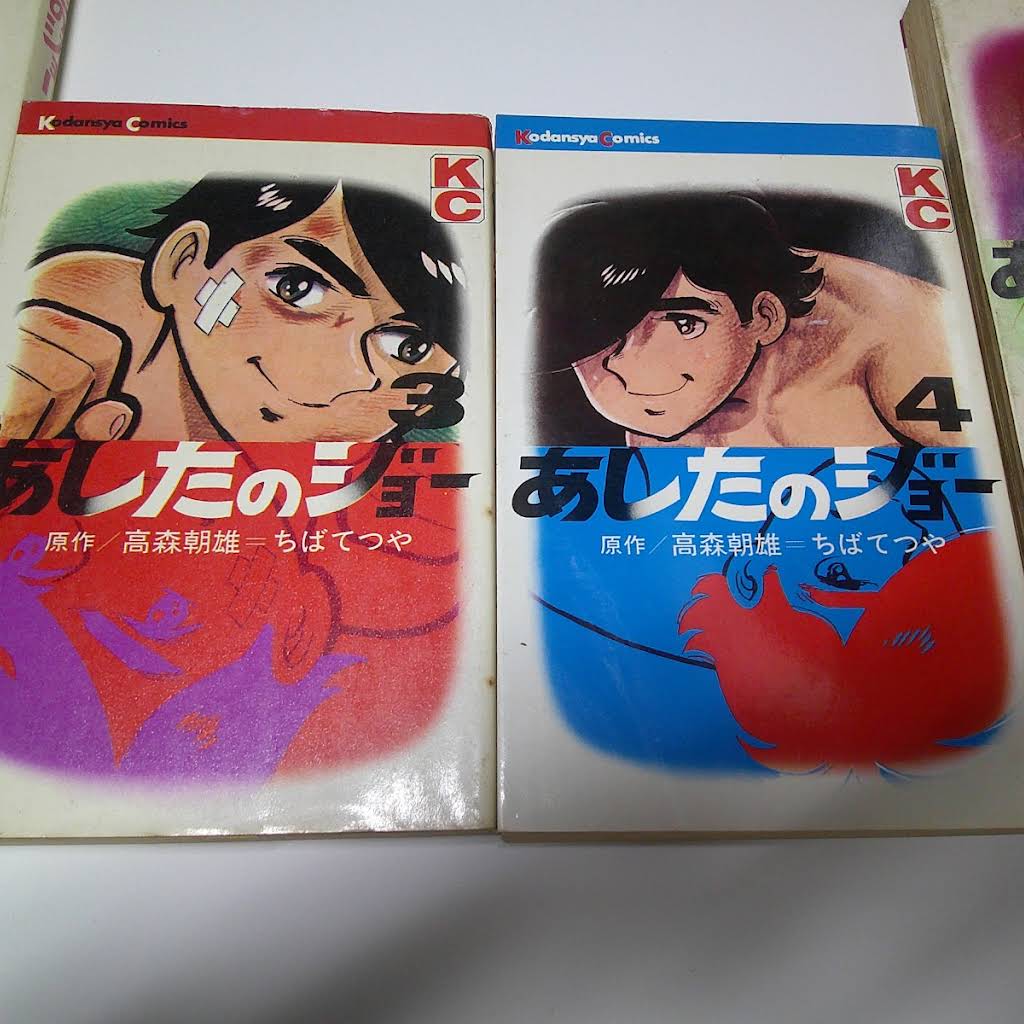 Kodansya Comics
KC
3
あしたのジョー
原作／高森朝雄＝ちばてつや
Kodansya Comics
KC
4
あしたのジョー
原作／高森朝雄＝ちばてつや
あ